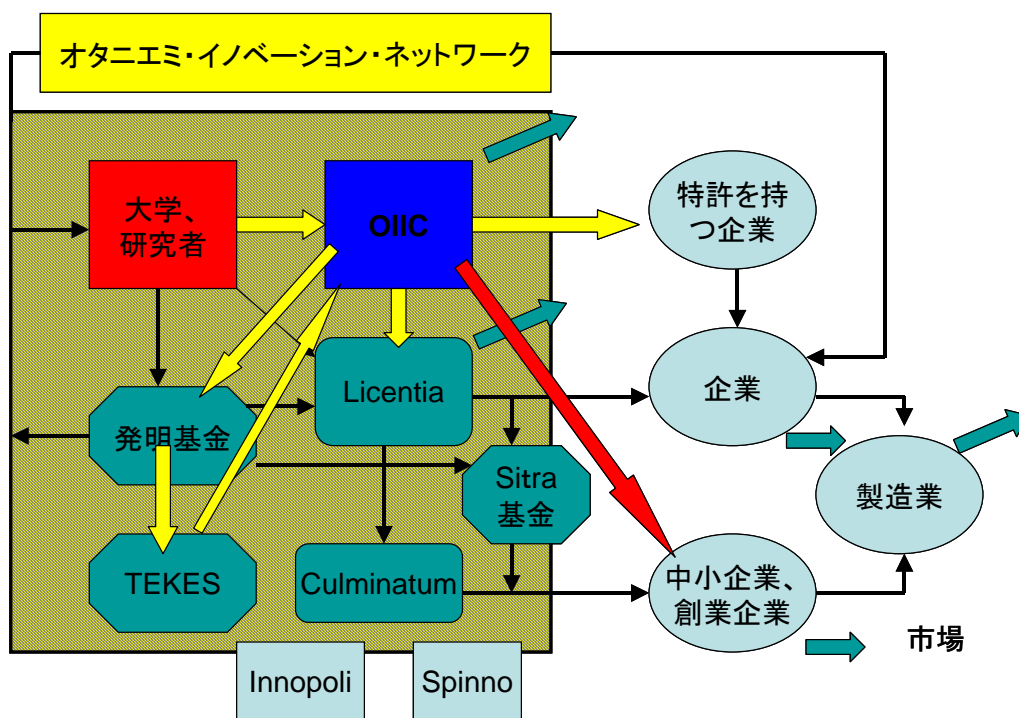 オタニエミ・イノベーション・ネットワーク
大学、
研究者
OIIC
特許を持
つ企業
Licentia
企業
発明基金
Sitra
基金
製造業
TEKES
Culminatum
中小企業、
創業企業
市場
Innopoli
Spinno